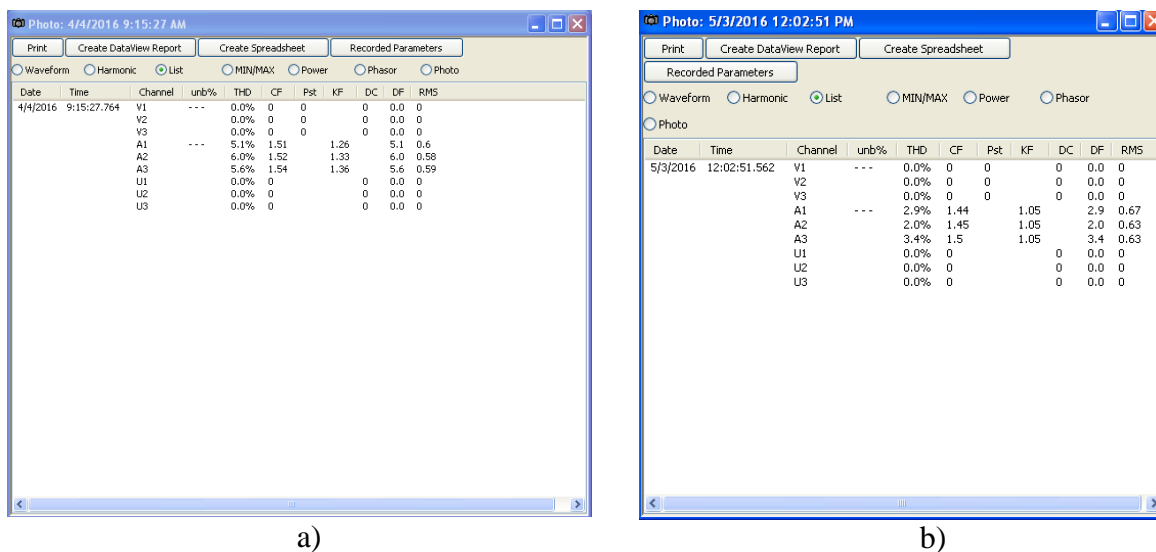 Photo: 4/4/2016 9:15:27 AM
Print Create DataView Report Create Spreadsheet Recorded Parameters
Waveform Harmonic List MIN/MAX Power Phasor Photo
Date Time Channel unb% THD CF Pst KF DC DF RMS
4/4/2016 9:15:27.764 V1 --- 0.0% 0 0 0 0.0 0
V2 0.0% 0 0 0 0.0 0
V3 0.0% 0 0 0 0.0 0
A1 --- 5.1% 1.51 1.26 5.1 0.6
A2 6.0% 1.52 1.33 6.0 0.58
A3 5.6% 1.54 1.36 5.6 0.59
U1 0.0% 0 0 0.0 0
U2 0.0% 0 0 0.0 0
U3 0.0% 0 0 0.0 0
a)
Photo: 5/3/2016 12:02:51 PM
Print Create DataView Report Create Spreadsheet
Recorded Parameters
Waveform Harmonic List MIN/MAX Power Phasor
Photo
Date Time Channel unb% THD CF Pst KF DC DF RMS
5/3/2016 12:02:51.562 V1 --- 0.0% 0 0 0 0.0 0
V2 0.0% 0 0 0 0.0 0
V3 0.0% 0 0 0 0.0 0
A1 --- 2.9% 1.44 1.05 2.9 0.67
A2 2.0% 1.45 1.05 2.0 0.63
A3 3.4% 1.5 1.05 3.4 0.63
U1 0.0% 0 0 0.0 0
U2 0.0% 0 0 0.0 0
U3 0.0% 0 0 0.0 0
b)